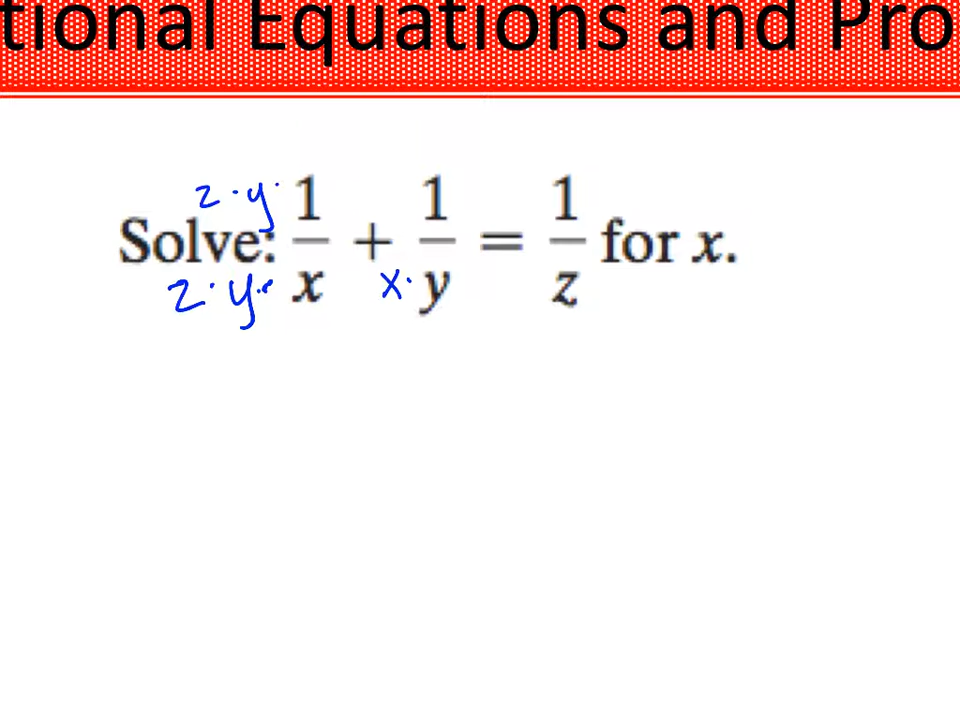 tional Equations and Pro
z · y ·
Solve: 1/x + 1/y = 1/z for x.
z · y · x ·